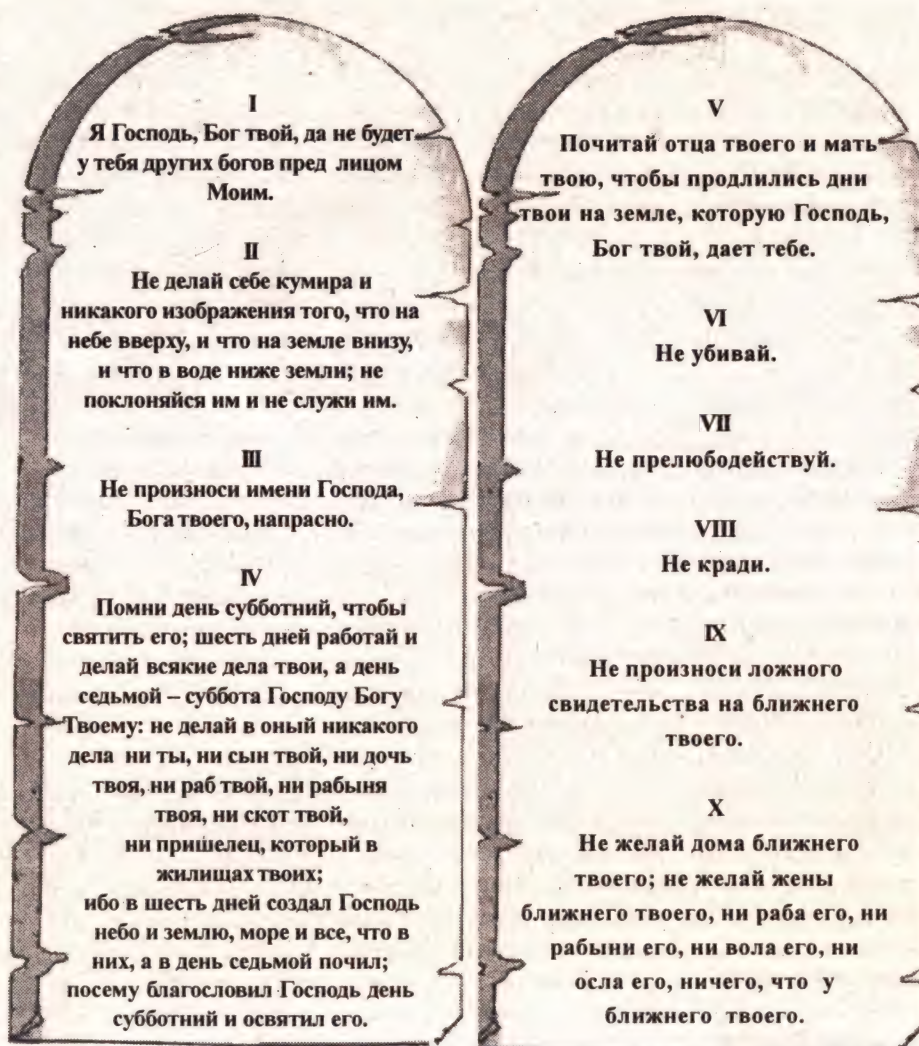 I
Я Господь, Бог твой, да не будет
у тебя других богов пред лицом
Моим.
II
Не делай себе кумира и
никакого изображения того, что на
небе вверху, и что на земле внизу,
и что в воде ниже земли; не
поклоняйся им и не служи им.
III
Не произноси имени Господа,
Бога твоего, напрасно.
IV
Помни день субботний, чтобы
святить его; шесть дней работай и
делай всякие дела твои, а день
седьмой – суббота Господу Богу
Твоему: не делай в оный никакого
дела ни ты, ни сын твой, ни дочь
твоя, ни раб твой, ни рабыня
твоя, ни скот твой,
ни пришелец, который в
жилищах твоих;
ибо в шесть дней создал Господь
небо и землю, море и все, что в
них, а в день седьмой почил;
посему благословил Господь день
субботний и освятил его.
V
Почитай отца твоего и мать
твою, чтобы продлились дни
твои на земле, которую Господь,
Бог твой, дает тебе.
VI
Не убивай.
VII
Не прелюбодействуй.
VIII
Не кради.
IX
Не произноси ложного
свидетельства на ближнего
твоего.
X
Не желай дома ближнего
твоего; не желай жены
ближнего твоего, ни раба его, ни
рабыни его, ни вола его, ни
осла его, ничего, что у
ближнего твоего.